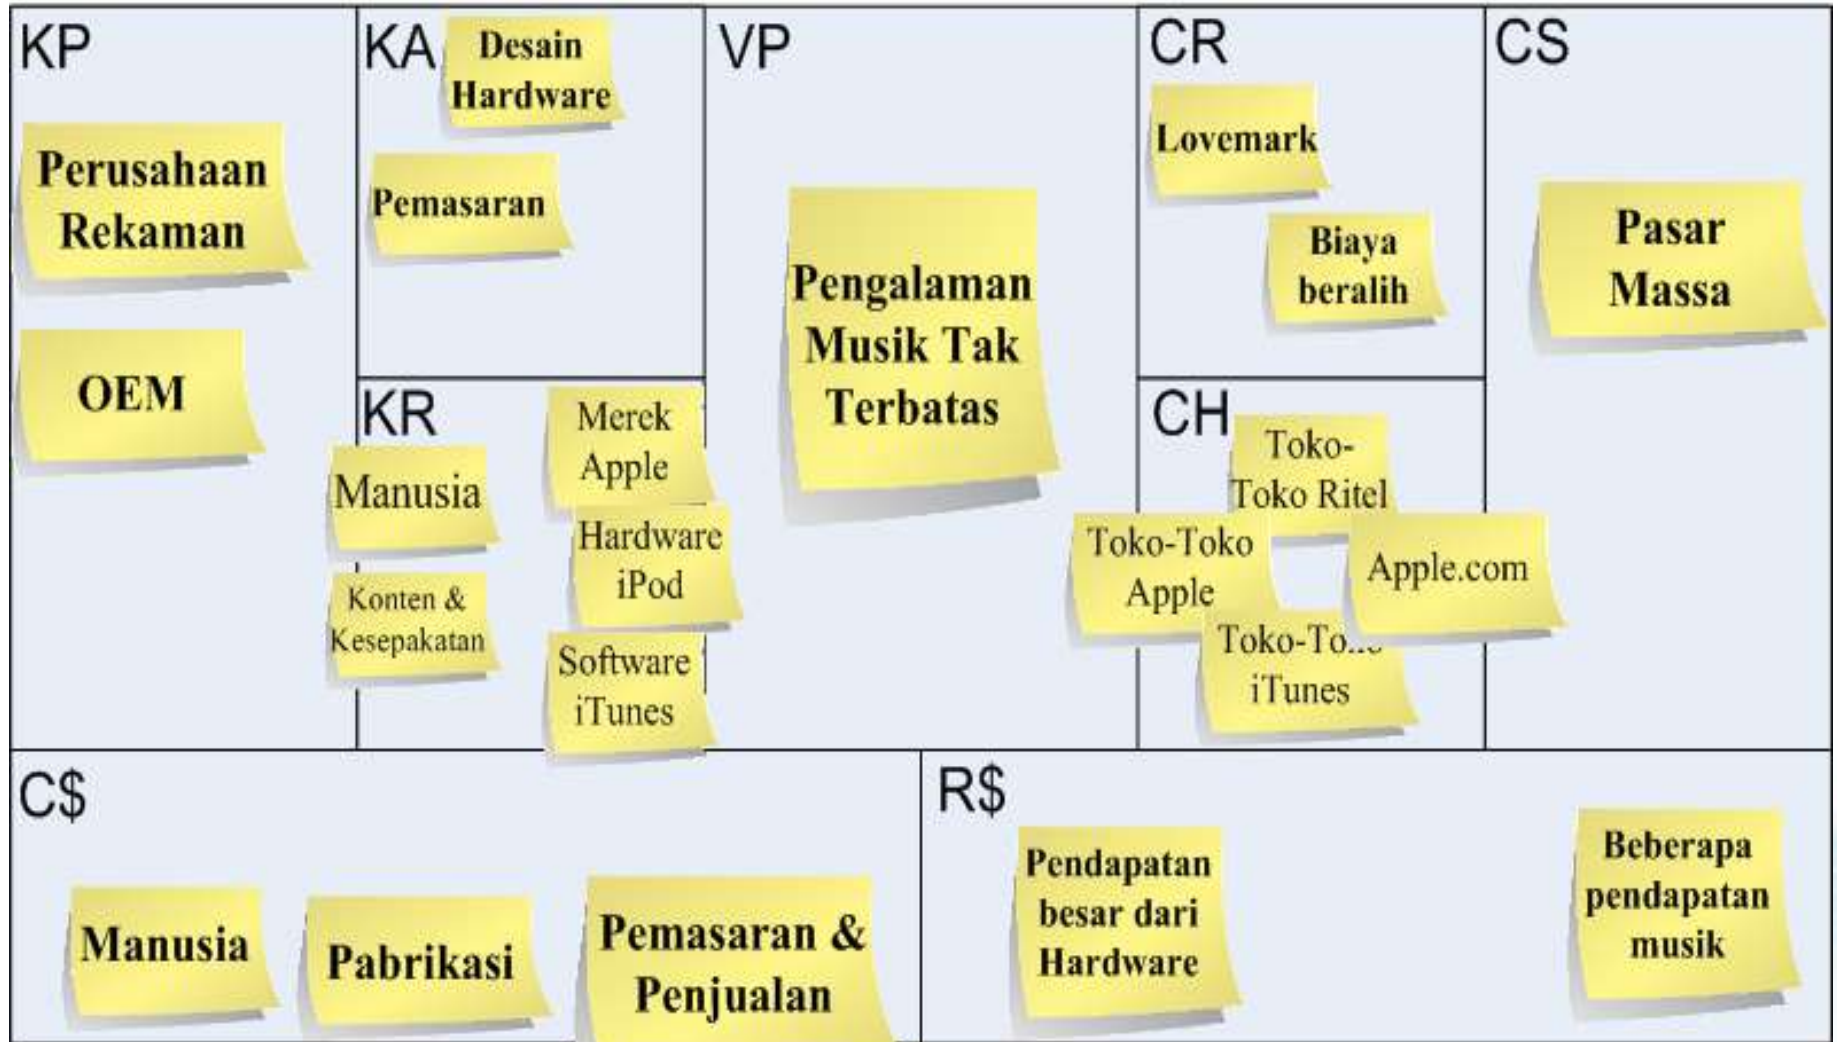 KP
Perusahaan
Rekaman
OEM
KA
Desain
Hardware
Pemasaran
KR
Manusia
Konten &
Kesepakatan
Merek
Apple
Hardware
iPod
Software
iTunes
VP
Pengalaman
Musik Tak
Terbatas
CR
Lovemark
Biaya
beralih
CH
Toko-
Toko Ritel
Toko-Toko
Apple
Apple.com
iTunes
CS
Pasar
Massa
C$
Manusia
Pabrikasi
Pemasaran &
Penjualan
R$
Pendapatan
besar dari
Hardware
Beberapa
pendapatan
musik